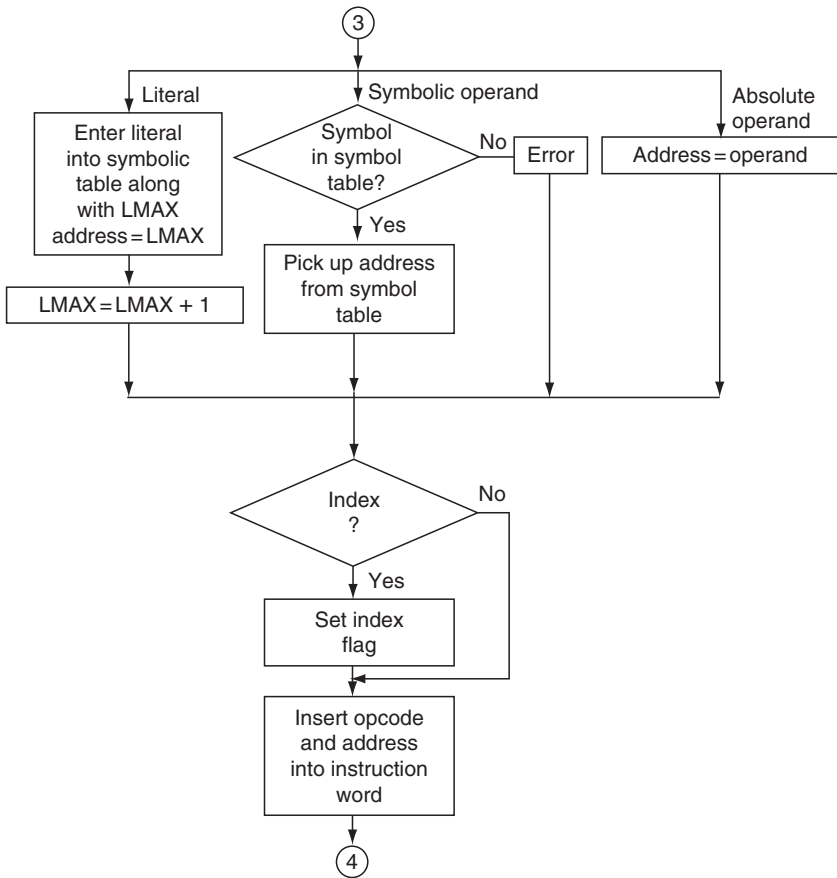 3
Literal
Enter literal
into symbolic
table along
with LMAX
address=LMAX
LMAX=LMAX + 1
Symbolic operand
Symbol
in symbol
table?
No
Error
Yes
Pick up address
from symbol
table
Absolute
operand
Address=operand
Index
?
No
Yes
Set index
flag
Insert opcode
and address
into instruction
word
4